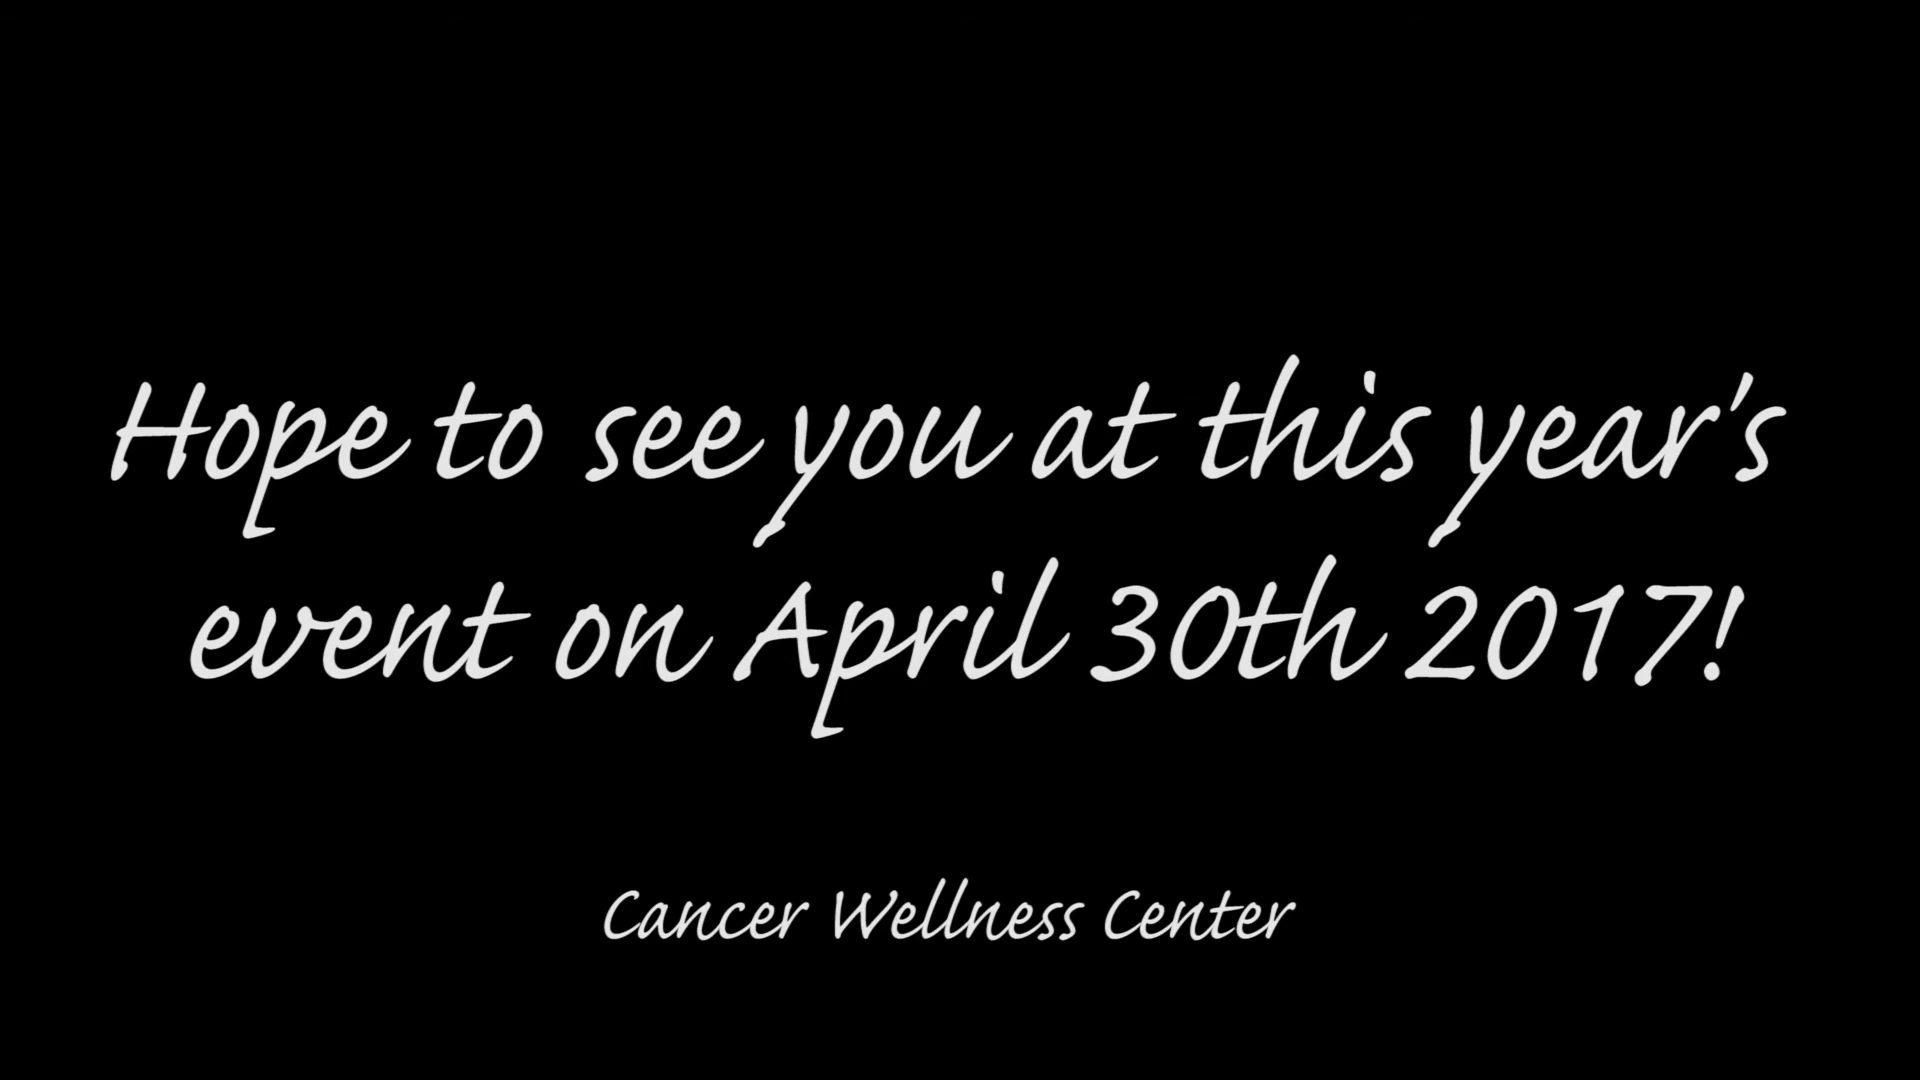 Hope to see you at this year's
event on April 30th 2017!
Cancer Wellness Center